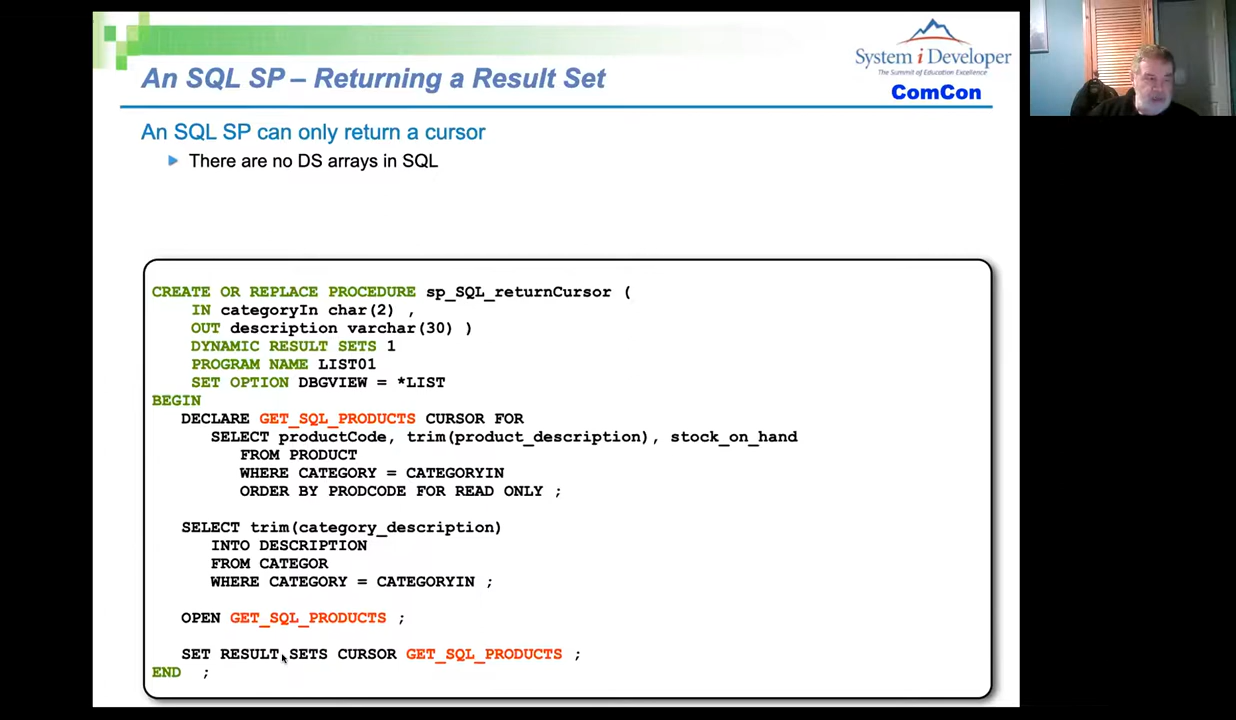 System i Developer
The Summit of Education Excellence
ComCon
An SQL SP – Returning a Result Set
An SQL SP can only return a cursor
There are no DS arrays in SQL
CREATE OR REPLACE PROCEDURE sp_SQL_returnCursor (
IN categoryIn char(2) ,
OUT description varchar(30) )
DYNAMIC RESULT SETS 1
PROGRAM NAME LIST01
SET OPTION DBGVIEW = *LIST
BEGIN
DECLARE GET_SQL_PRODUCTS CURSOR FOR
SELECT productCode, trim(product_description), stock_on_hand
FROM PRODUCT
WHERE CATEGORY = CATEGORYIN
ORDER BY PRODCODE FOR READ ONLY ;
SELECT trim(category_description)
INTO DESCRIPTION
FROM CATEGOR
WHERE CATEGORY = CATEGORYIN ;
OPEN GET_SQL_PRODUCTS ;
SET RESULT SETS CURSOR GET_SQL_PRODUCTS ;
END ;